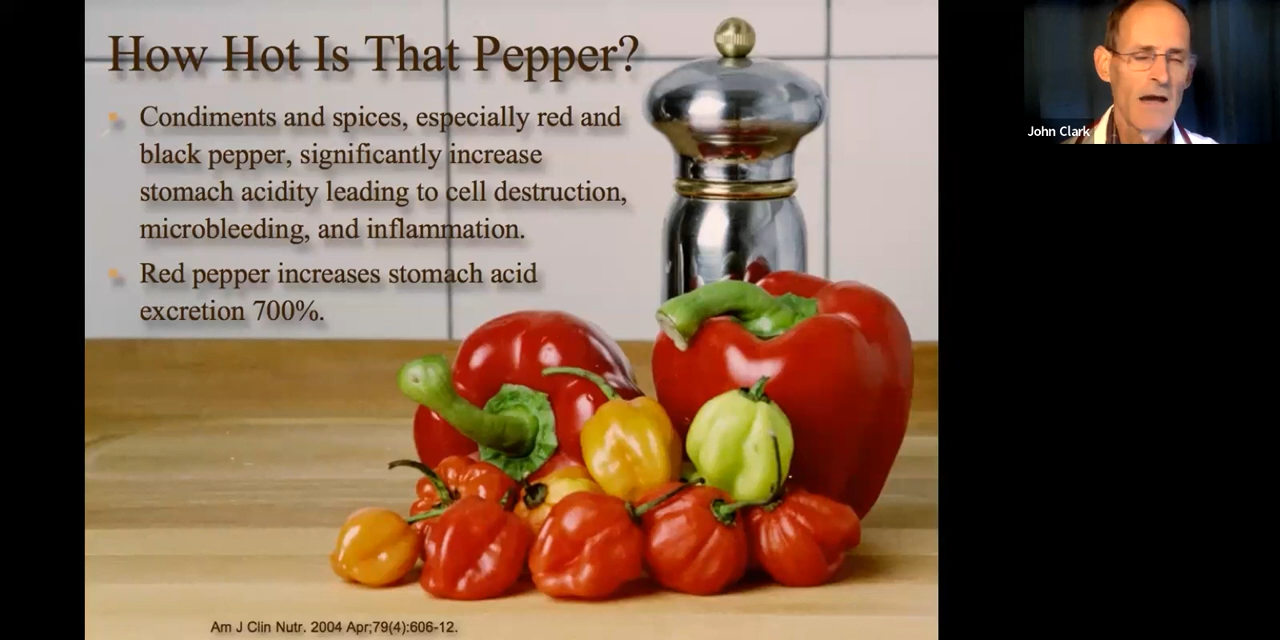 How Hot Is That Pepper?
Condiments and spices, especially red and
black pepper, significantly increase
stomach acidity leading to cell destruction,
microbleeding, and inflammation.
Red pepper increases stomach acid
excretion 700%.
Am J Clin Nutr. 2004 Apr;79(4):606-12.
John Clark